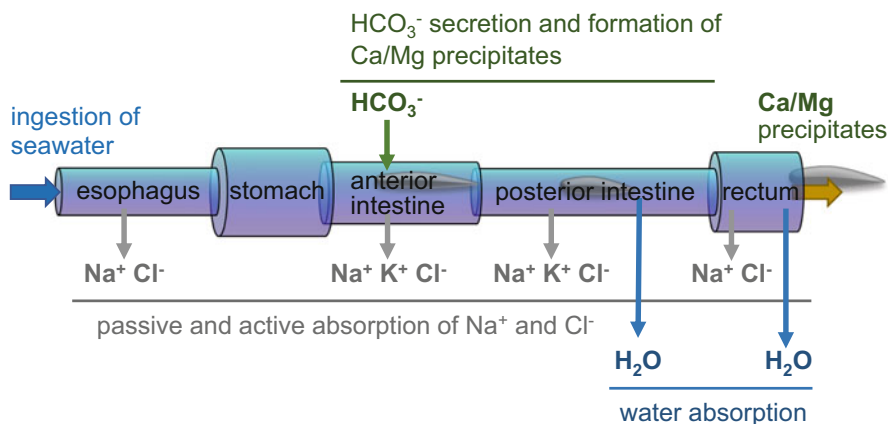 HCO₃⁻ secretion and formation of
Ca/Mg precipitates
HCO₃⁻
Ca/Mg
precipitates
ingestion of
seawater
esophagus
stomach
anterior
intestine
posterior intestine
rectum
Na⁺ Cl⁻
Na⁺ K⁺ Cl⁻
Na⁺ K⁺ Cl⁻
Na⁺ Cl⁻
passive and active absorption of Na⁺ and Cl⁻
H₂O
H₂O
water absorption